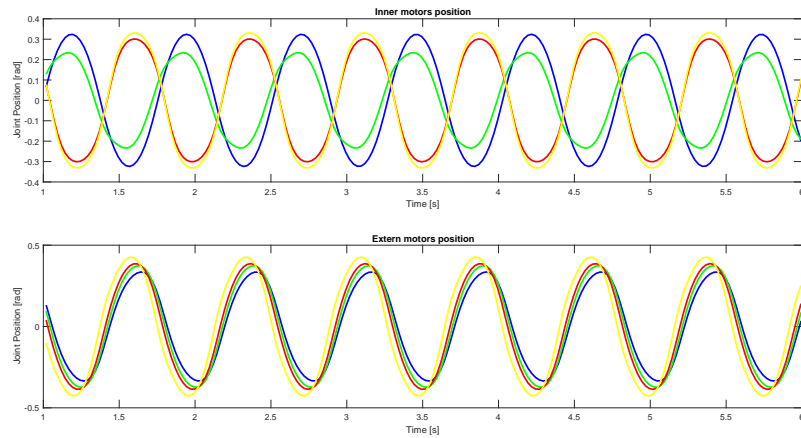 Inner motors position
Joint Position [rad]
0.4
0.3
0.2
0.1
0
-0.1
-0.2
-0.3
-0.4
1 1.5 2 2.5 3 3.5 4 4.5 5 5.5 6
Time [s]
Extern motors position
Joint Position [rad]
0.5
0
-0.5
1 1.5 2 2.5 3 3.5 4 4.5 5 5.5 6
Time [s]